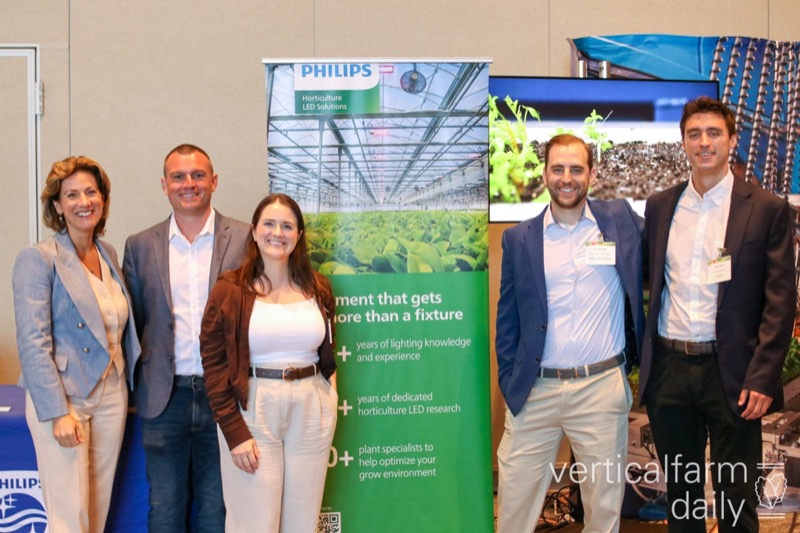 PHILIPS
Horticulture
LED Solutions
ment that gets
ore than a fixture
+ years of lighting knowledge
and experience
+ years of dedicated
horticulture LED research
0+ plant specialists to
help optimize your
grow environment
PHILIPS
verticalfarm
daily